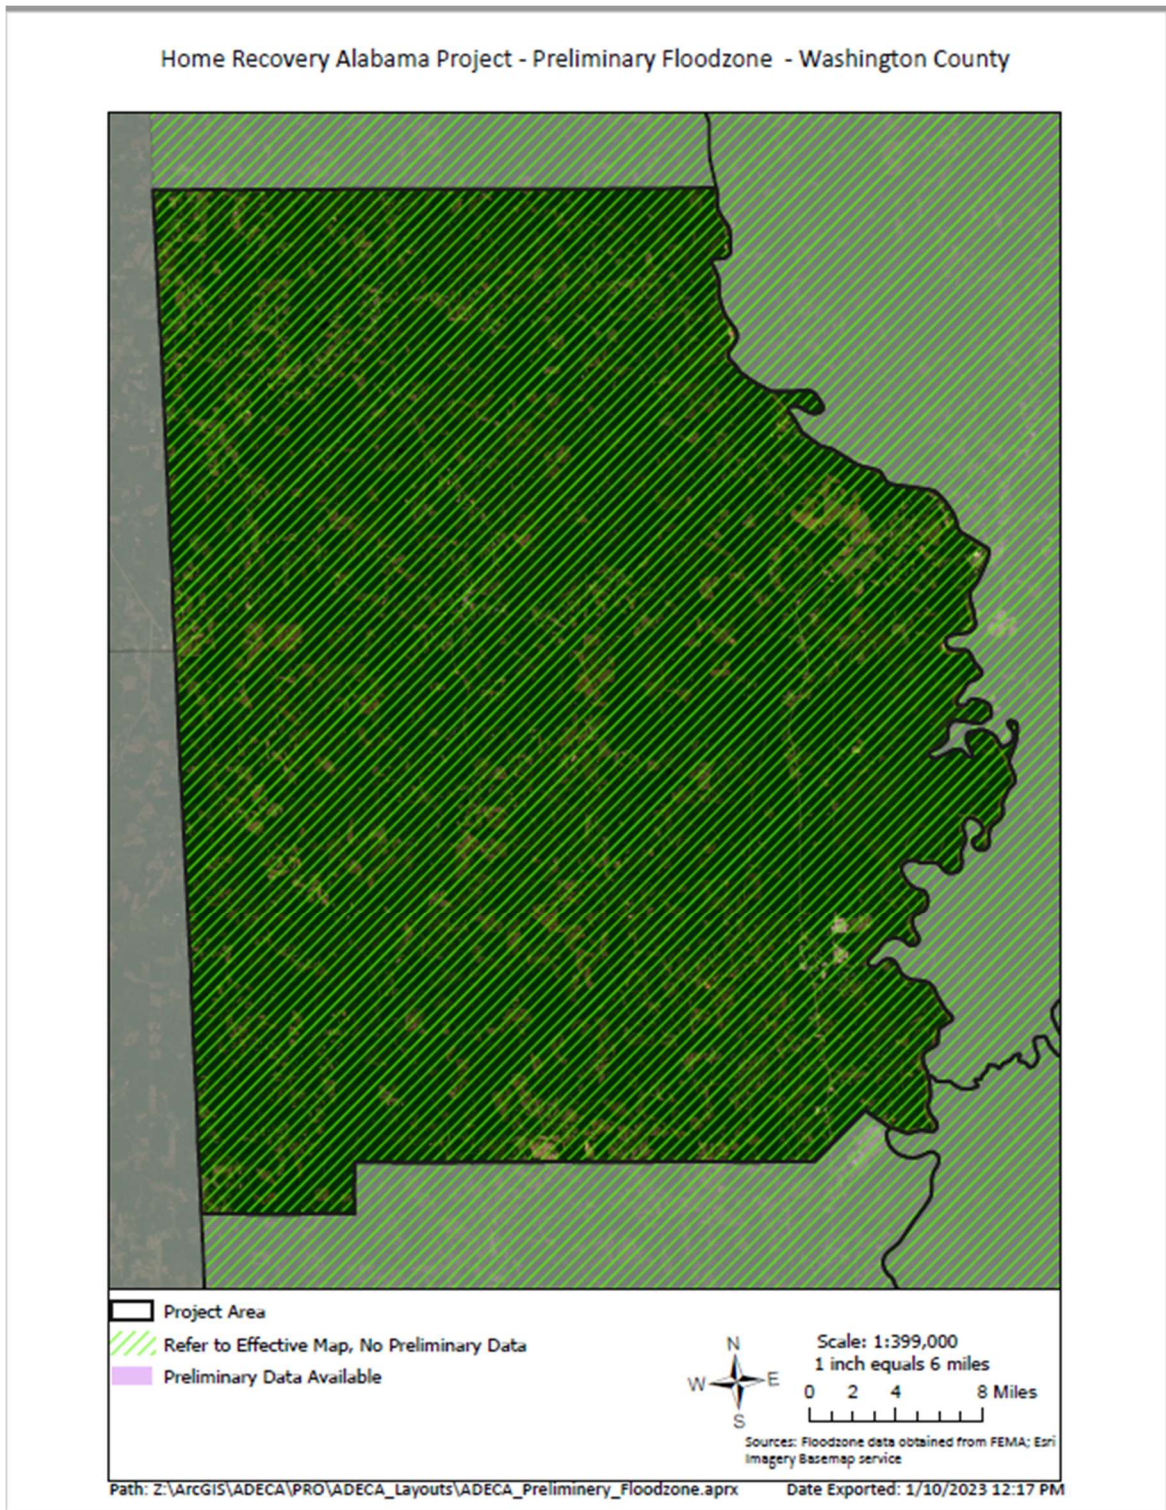 Home Recovery Alabama Project - Preliminary Floodzone - Washington County
Project Area
Refer to Effective Map, No Preliminary Data
Preliminary Data Available
N
W
E
S
Scale: 1:399,000
1 inch equals 6 miles
0 2 4 8 Miles
Sources: Floodzone data obtained from FEMA; Esri
Imagery Basemap service
Path: Z:\ArcGIS\ADECA\PRO\ADECA_Layouts\ADECA_Preliminery_Floodzone.aprx Date Exported: 1/10/2023 12:17 PM